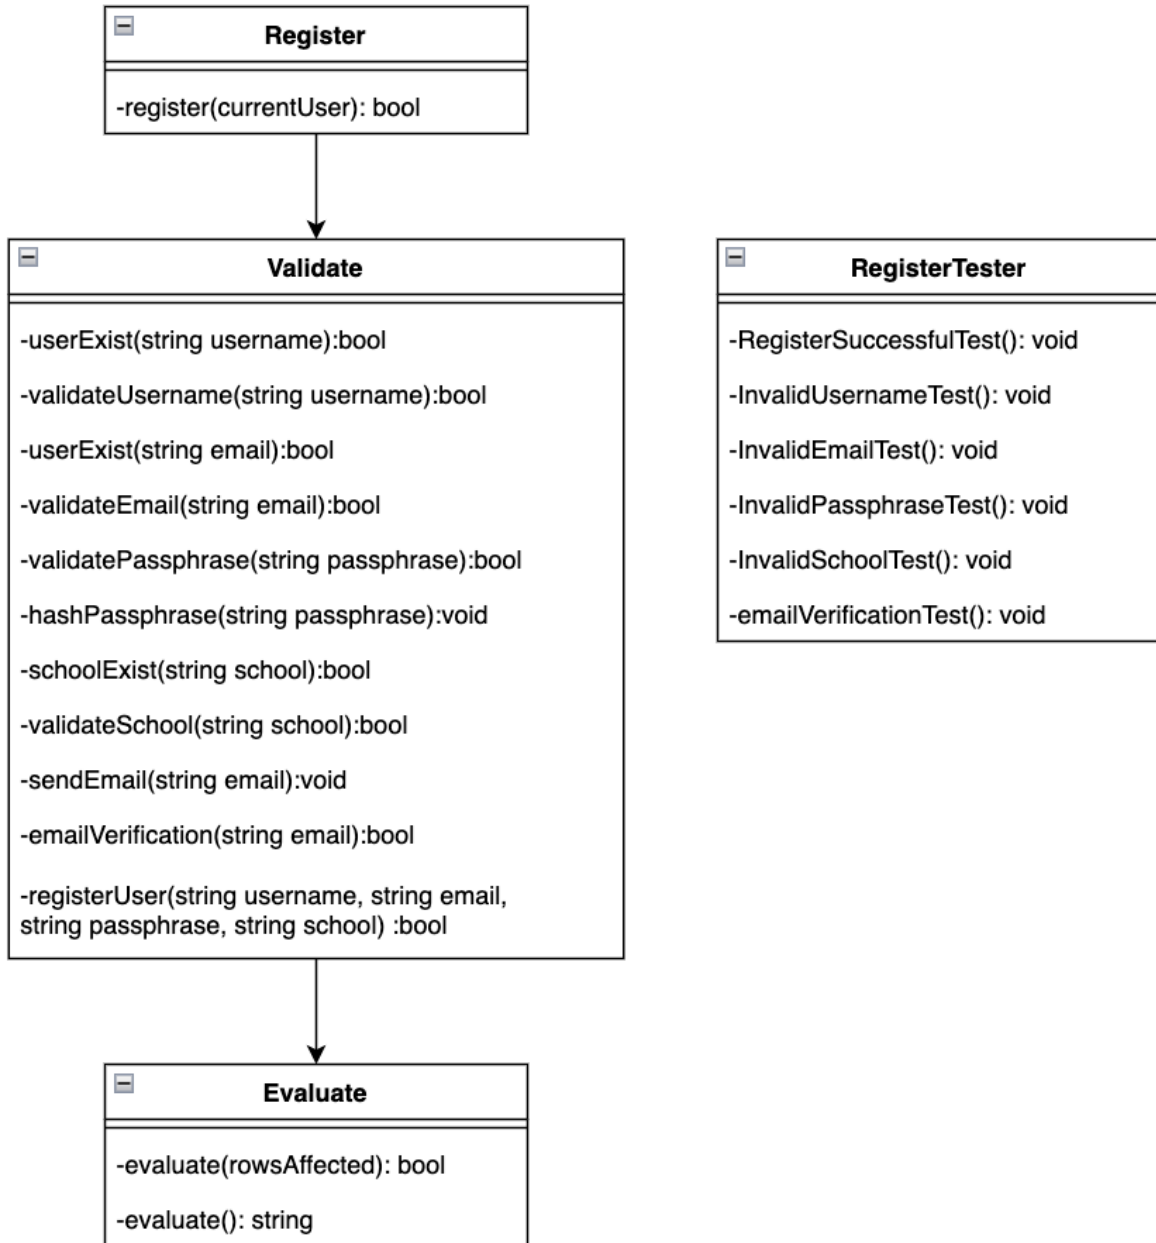 Register
-register(currentUser): bool
Validate
-userExist(string username):bool
-validateUsername(string username):bool
-userExist(string email):bool
-validateEmail(string email):bool
-validatePassphrase(string passphrase):bool
-hashPassphrase(string passphrase):void
-schoolExist(string school):bool
-validateSchool(string school):bool
-sendEmail(string email):void
-emailVerification(string email):bool
-registerUser(string username, string email,
string passphrase, string school) :bool
RegisterTester
-RegisterSuccessfulTest(): void
-InvalidUsernameTest(): void
-InvalidEmailTest(): void
-InvalidPassphraseTest(): void
-InvalidSchoolTest(): void
-emailVerificationTest(): void
Evaluate
-evaluate(rowsAffected): bool
-evaluate(): string